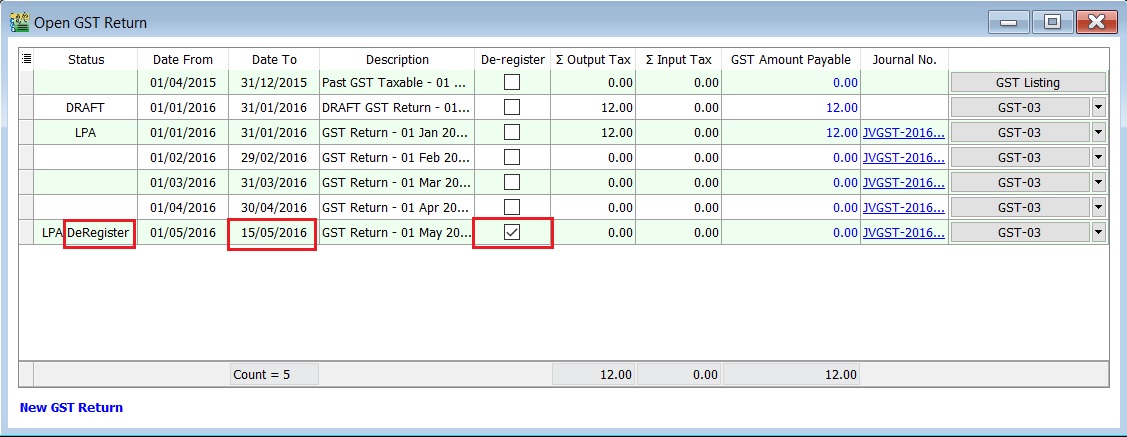 Open GST Return
Status Date From Date To Description De-register Σ Output Tax Σ Input Tax GST Amount Payable Journal No.
01/04/2015 31/12/2015 Past GST Taxable - 01 ... 0.00 0.00 0.00 GST Listing
DRAFT 01/01/2016 31/01/2016 DRAFT GST Return - 0... 12.00 0.00 12.00 GST-03
LPA 01/01/2016 31/01/2016 GST Return - 01 Jan 20... 12.00 0.00 12.00 JVGST-2016... GST-03
01/02/2016 29/02/2016 GST Return - 01 Feb 20... 0.00 0.00 0.00 JVGST-2016... GST-03
01/03/2016 31/03/2016 GST Return - 01 Mar 20... 0.00 0.00 0.00 JVGST-2016... GST-03
01/04/2016 30/04/2016 GST Return - 01 Apr 20... 0.00 0.00 0.00 JVGST-2016... GST-03
LPA DeRegister 01/05/2016 15/05/2016 GST Return - 01 May 20... 0.00 0.00 0.00 JVGST-2016... GST-03
Count = 5 12.00 0.00 12.00
New GST Return